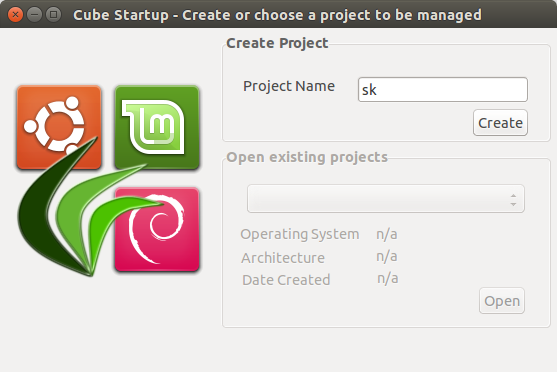 Cube Startup - Create or choose a project to be managed
Create Project
Project Name sk
Create
Open existing projects
Operating System n/a
Architecture n/a
Date Created n/a
Open